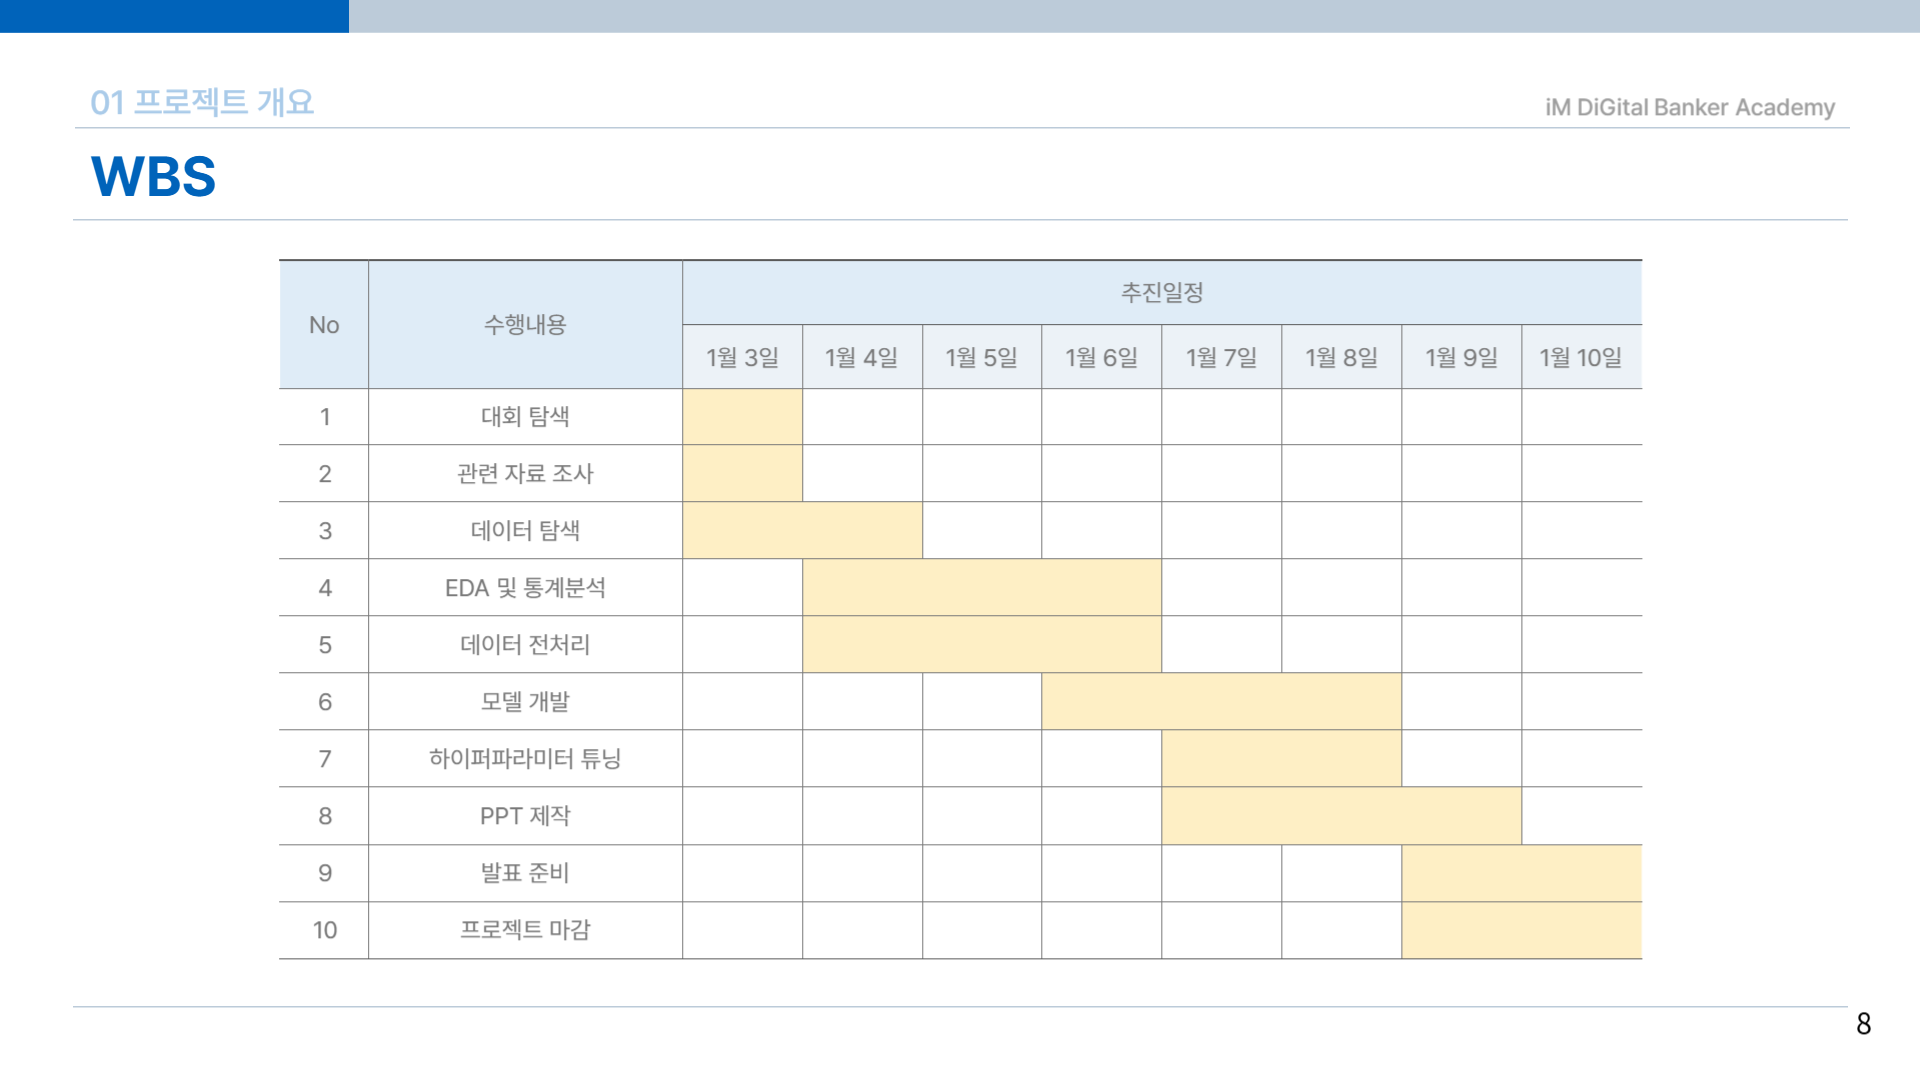 01 프로젝트 개요
iM DiGital Banker Academy
WBS
No 수행내용 추진일정
1월 3일 1월 4일 1월 5일 1월 6일 1월 7일 1월 8일 1월 9일 1월 10일
1 대회 탐색
2 관련 자료 조사
3 데이터 탐색
4 EDA 및 통계분석
5 데이터 전처리
6 모델 개발
7 하이퍼파라미터 튜닝
8 PPT 제작
9 발표 준비
10 프로젝트 마감
8